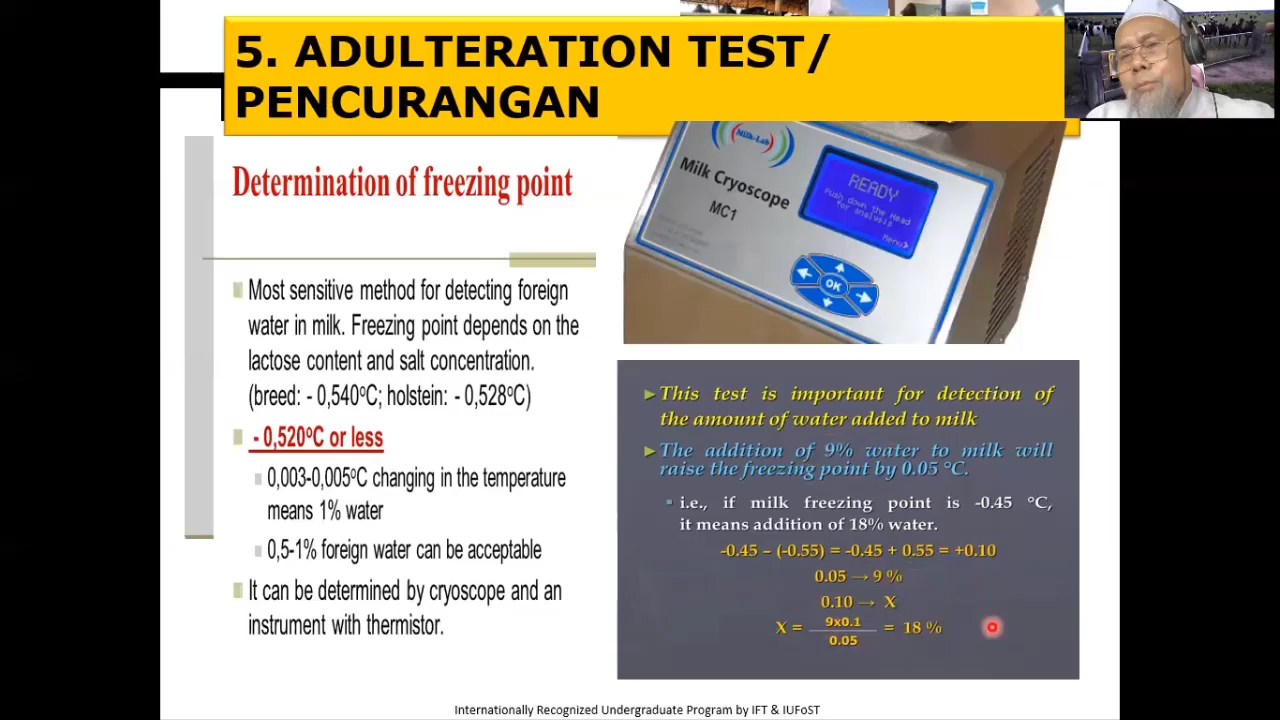 5. ADULTERATION TEST/
PENCURANGAN
Determination of freezing point
Most sensitive method for detecting foreign
water in milk. Freezing point depends on the
lactose content and salt concentration.
(breed: - 0,540ºC; holstein: - 0,528ºC)
- 0,520ºC or less
0,003-0,005ºC changing in the temperature
means 1% water
0,5-1% foreign water can be acceptable
It can be determined by cryoscope and an
instrument with thermistor.
Milk-Lab
Milk Cryoscope
MC1
READY
Push down the Head
for analysis
Menu>
OK
This test is important for detection of
the amount of water added to milk
The addition of 9% water to milk will
raise the freezing point by 0.05 °C.
i.e., if milk freezing point is -0.45 °C,
it means addition of 18% water.
-0.45 – (-0.55) = -0.45 + 0.55 = +0.10
0.05 → 9 %
0.10 → X
X = 9x0.1 / 0.05 = 18 %
Internationally Recognized Undergraduate Program by IFT & IUFoST